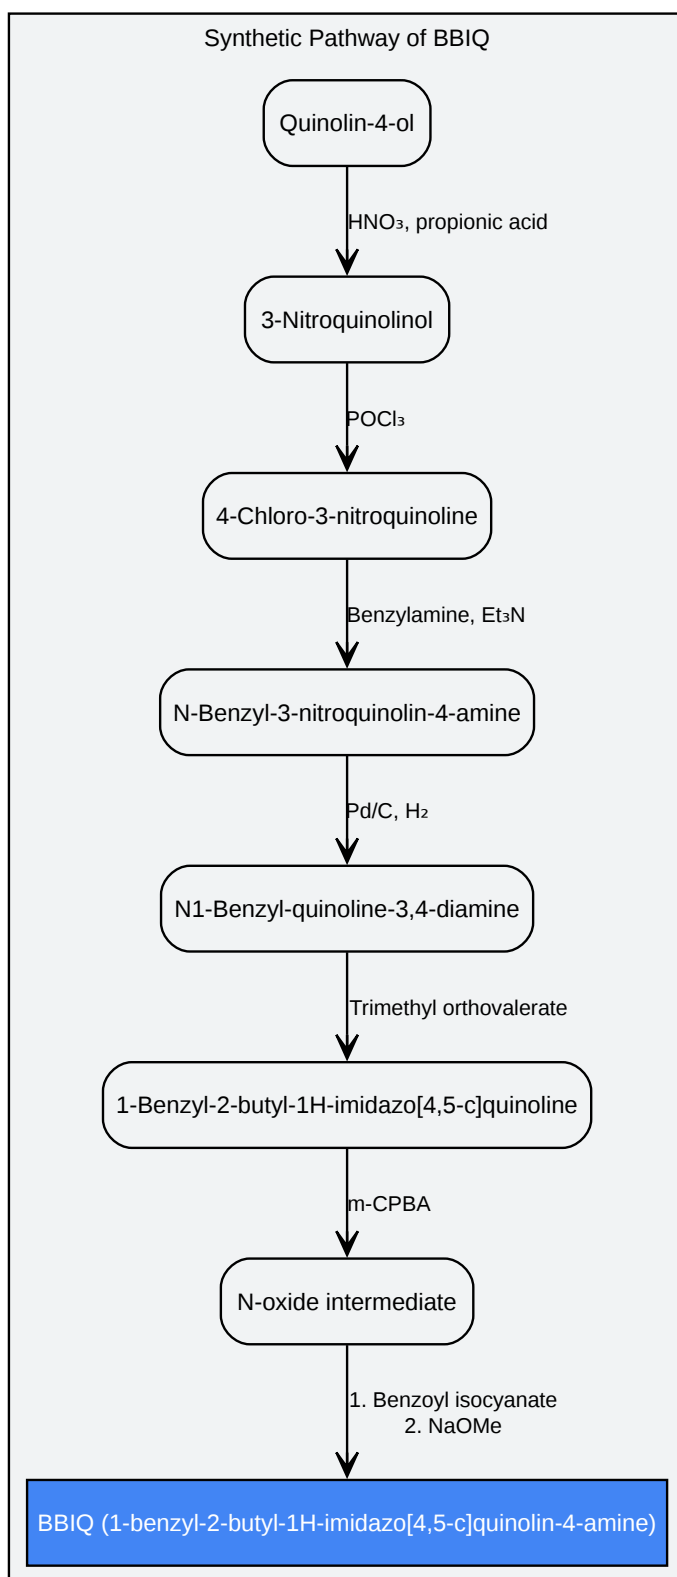 Synthetic Pathway of BBIQ
Quinolin-4-ol
HNO₃, propionic acid
3-Nitroquinolinol
POCl₃
4-Chloro-3-nitroquinoline
Benzylamine, Et₃N
N-Benzyl-3-nitroquinolin-4-amine
Pd/C, H₂
N1-Benzyl-quinoline-3,4-diamine
Trimethyl orthovalerate
1-Benzyl-2-butyl-1H-imidazo[4,5-c]quinoline
m-CPBA
N-oxide intermediate
1. Benzoyl isocyanate
2. NaOMe
BBIQ (1-benzyl-2-butyl-1H-imidazo[4,5-c]quinolin-4-amine)